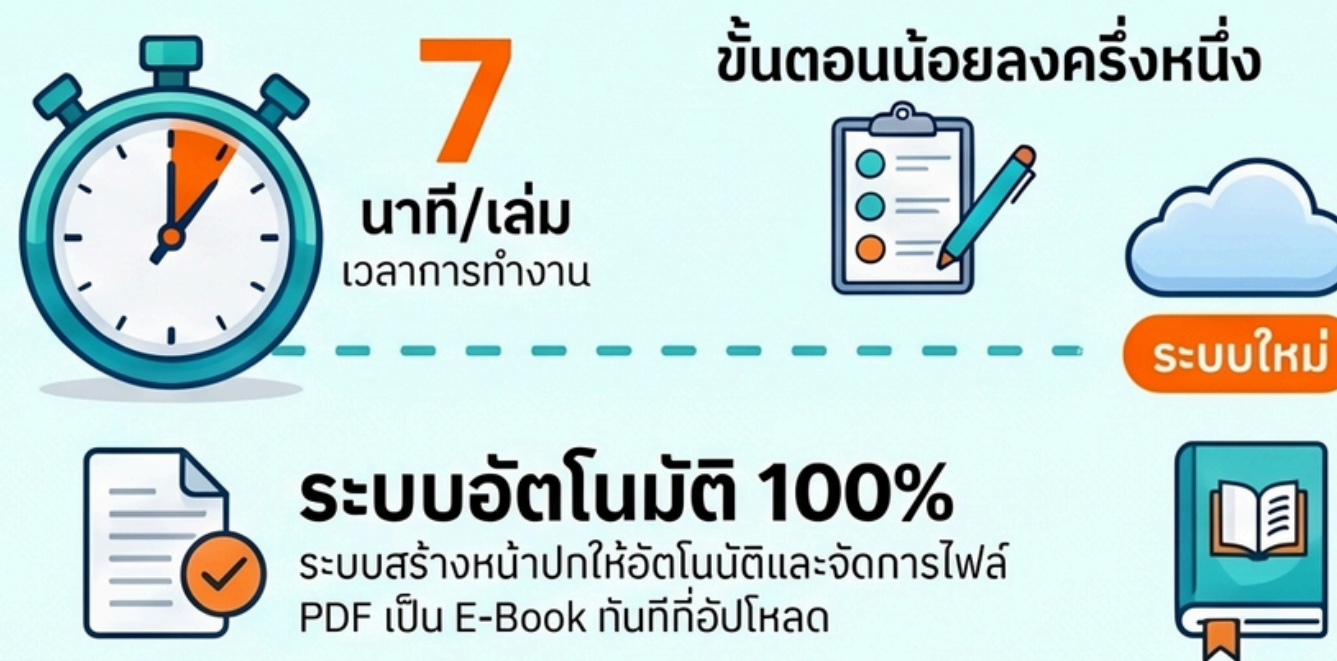 7
นาที/เล่ม
เวลาการทำงาน
ขั้นตอนน้อยลงครึ่งหนึ่ง
ระบบใหม่
ระบบอัตโนมัติ 100%
ระบบสร้างหน้าปกให้อัตโนนัติและจัดการไฟล์
PDF เป็น E-Book ทันทีกี่อัปโหลด